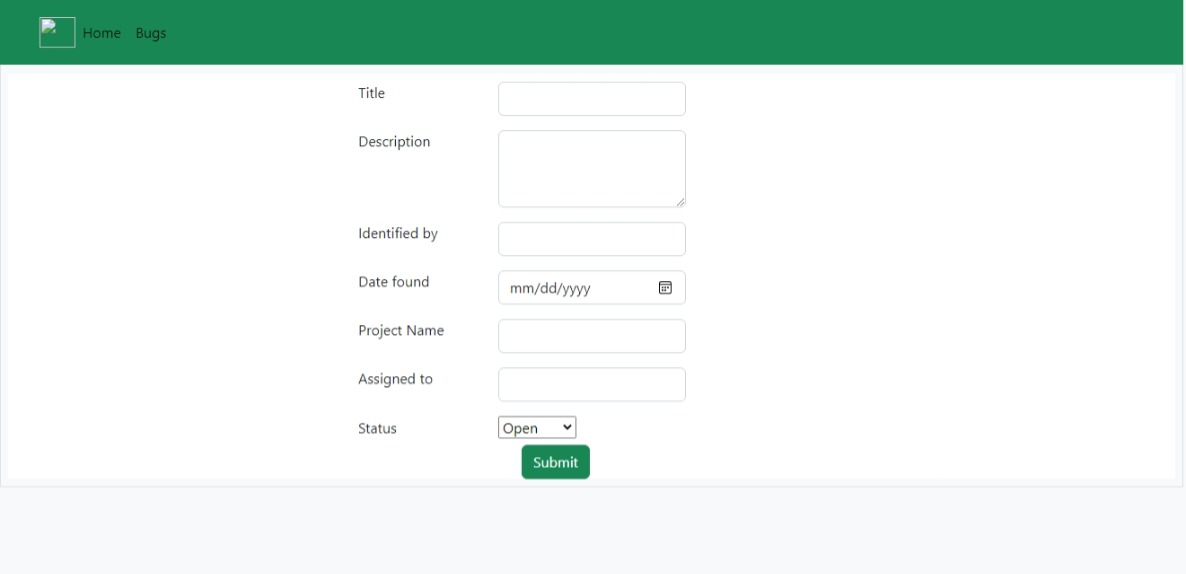 Home Bugs
Title
Description
Identified by
Date found mm/dd/yyyy
Project Name
Assigned to
Status Open
Submit